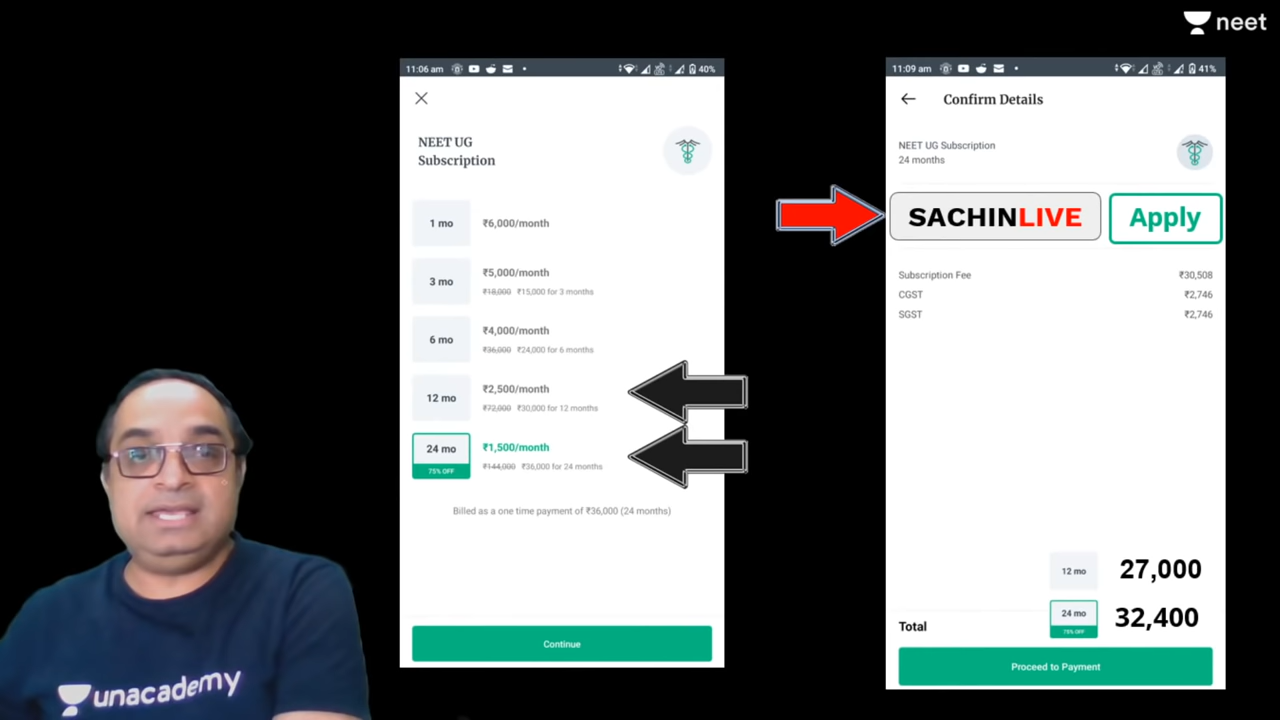 neet
11:06 am
40%
NEET UG
Subscription
1 mo ₹6,000/month
3 mo ₹5,000/month
₹18,000 ₹15,000 for 3 months
6 mo ₹4,000/month
₹36,000 ₹24,000 for 6 months
12 mo ₹2,500/month
₹72,000 ₹30,000 for 12 months
24 mo ₹1,500/month
75% OFF ₹144,000 ₹36,000 for 24 months
Billed as a one time payment of ₹36,000 (24 months)
Continue
11:09 am
41%
Confirm Details
NEET UG Subscription
24 months
SACHINLIVE Apply
Subscription Fee ₹30,508
CGST ₹2,746
SGST ₹2,746
12 mo 27,000
Total 24 mo 32,400
75% OFF
Proceed to Payment
unacademy